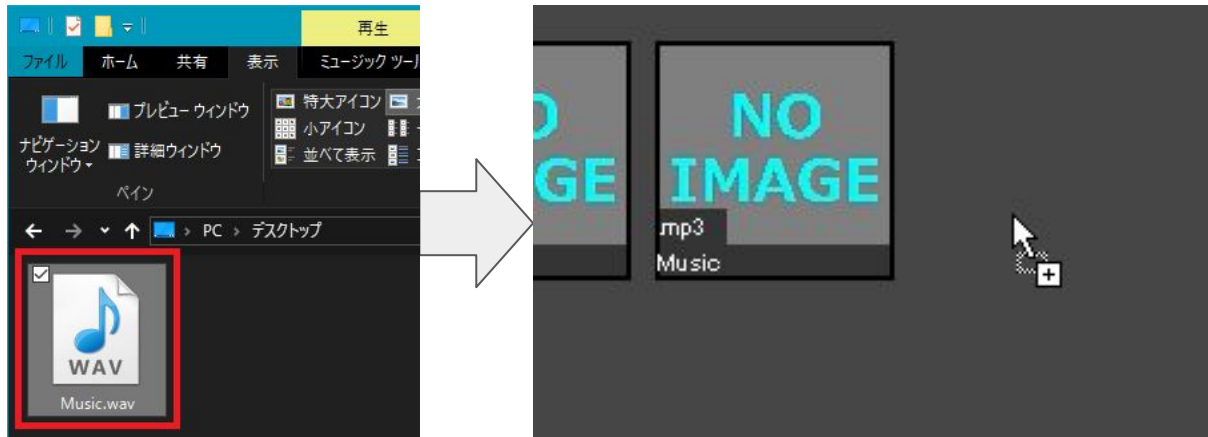 再生
ファイル ホーム 共有 表示 ミュージック ツール
プレビュー ウィンドウ
ナビゲーション
ウィンドウ
詳細ウィンドウ
特大アイコン
小アイコン
並べて表示
ペイン
PC デスクトップ
WAV
Music.wav
NO
IMAGE
.mp3
Music